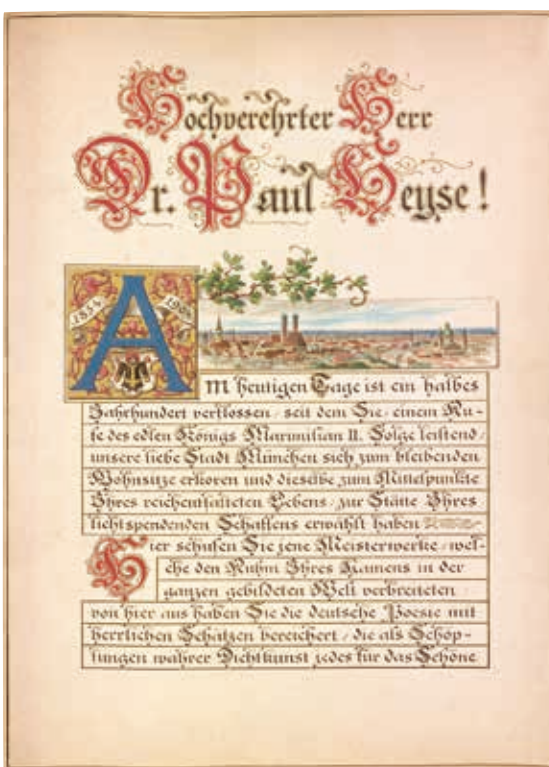 Hochverehrter Herr
Dr. Paul Heyse!
1854 1904
Am heutigen Tage ist ein halbes
Jahrhundert verflossen, seit dem Sie, einem Ru-
fe des edlen Königs Maximilian II. Folge leistend,
unsere liebe Stadt München sich zum bleibenden
Wohnsitze erkoren und dieselbe zum Mittelpunkte
Ihres reichentfalteten Lebens, zur Stätte Ihres
lichtspendenden Schaffens erwählt haben
Hier schufen Sie jene Meisterwerke, wel-
che den Ruhm Ihres Namens in der
ganzen gebildeten Welt verbreiteten,
von hier aus haben Sie die deutsche Poesie mit
herrlichen Schätzen bereichert, die als Schöp-
fungen wahrer Dichtkunst jedes für das Schöne